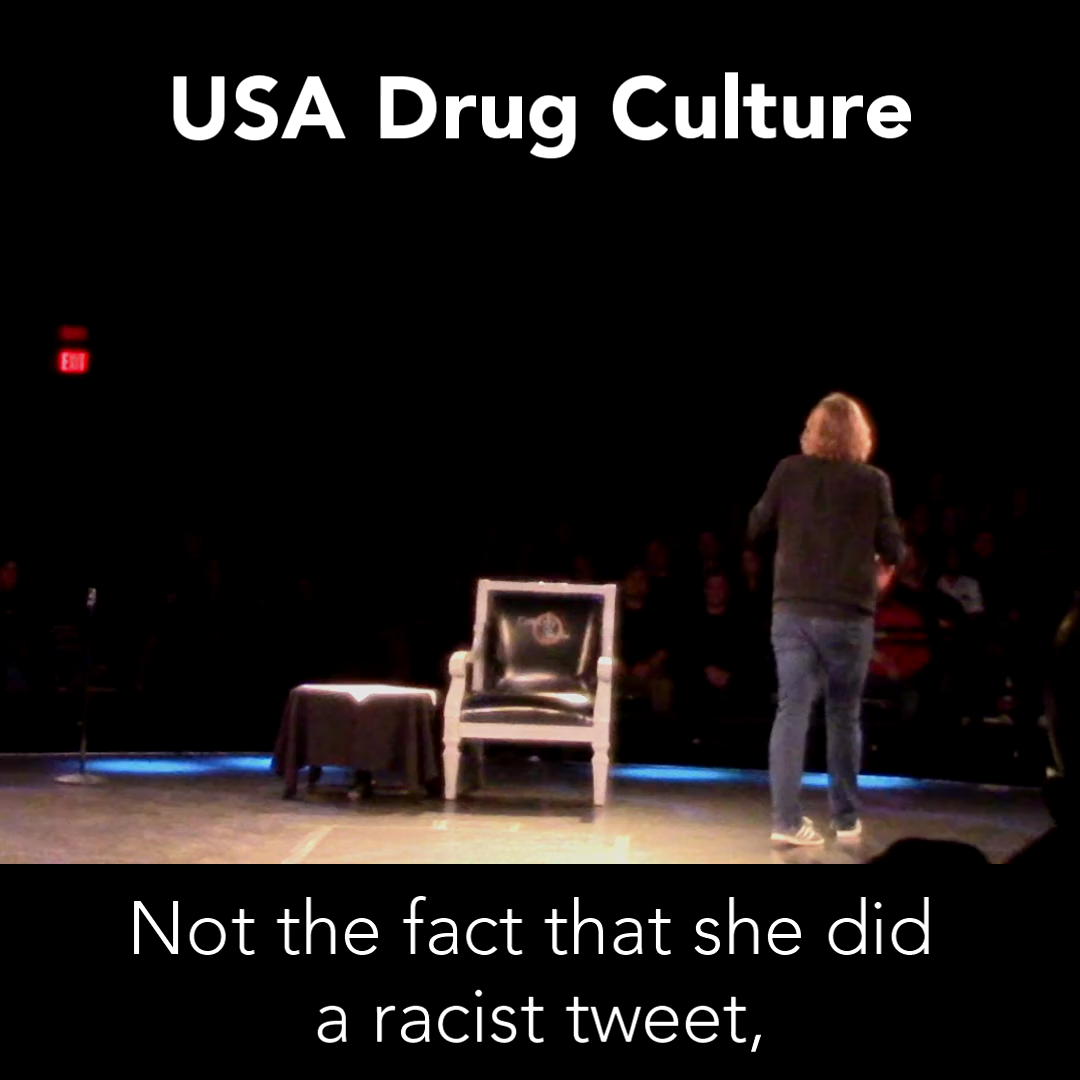 USA Drug Culture
EXIT
Not the fact that she did
a racist tweet,